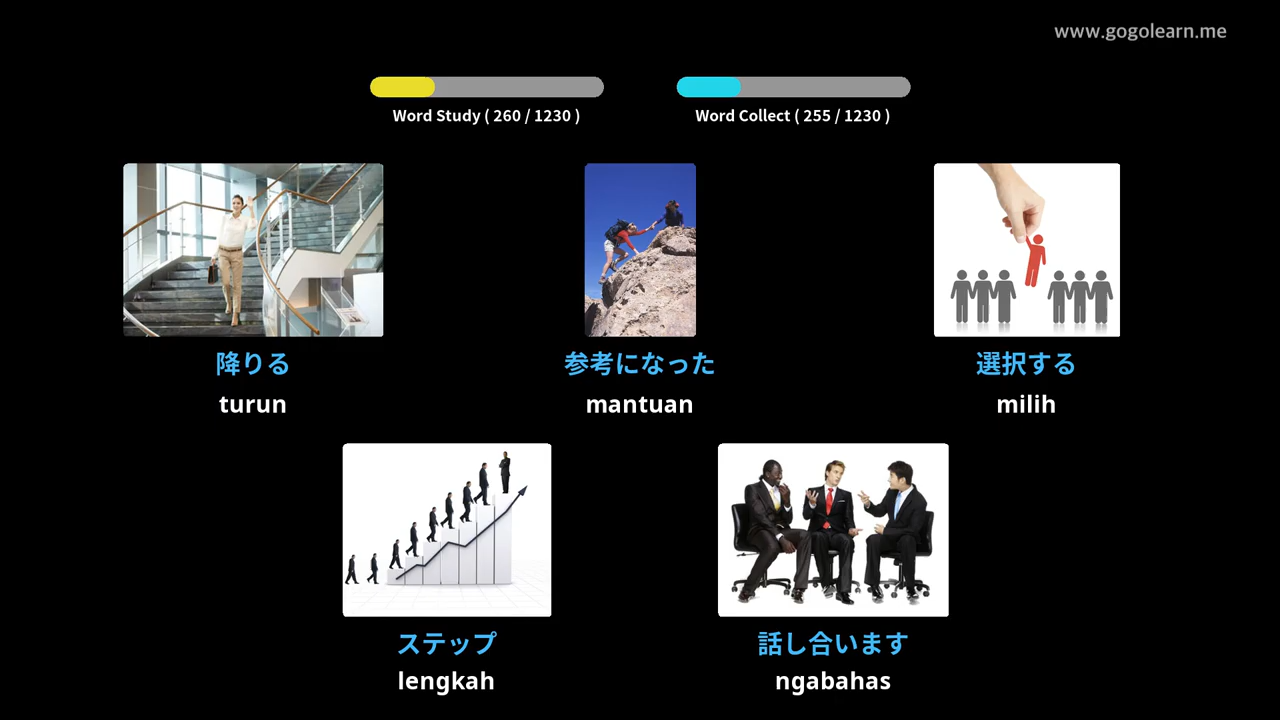 www.gogolearn.me
Word Study ( 260 / 1230 )
Word Collect ( 255 / 1230 )
降りる
turun
参考になった
mantuan
選択する
milih
ステップ
lengkah
話し合います
ngabahas